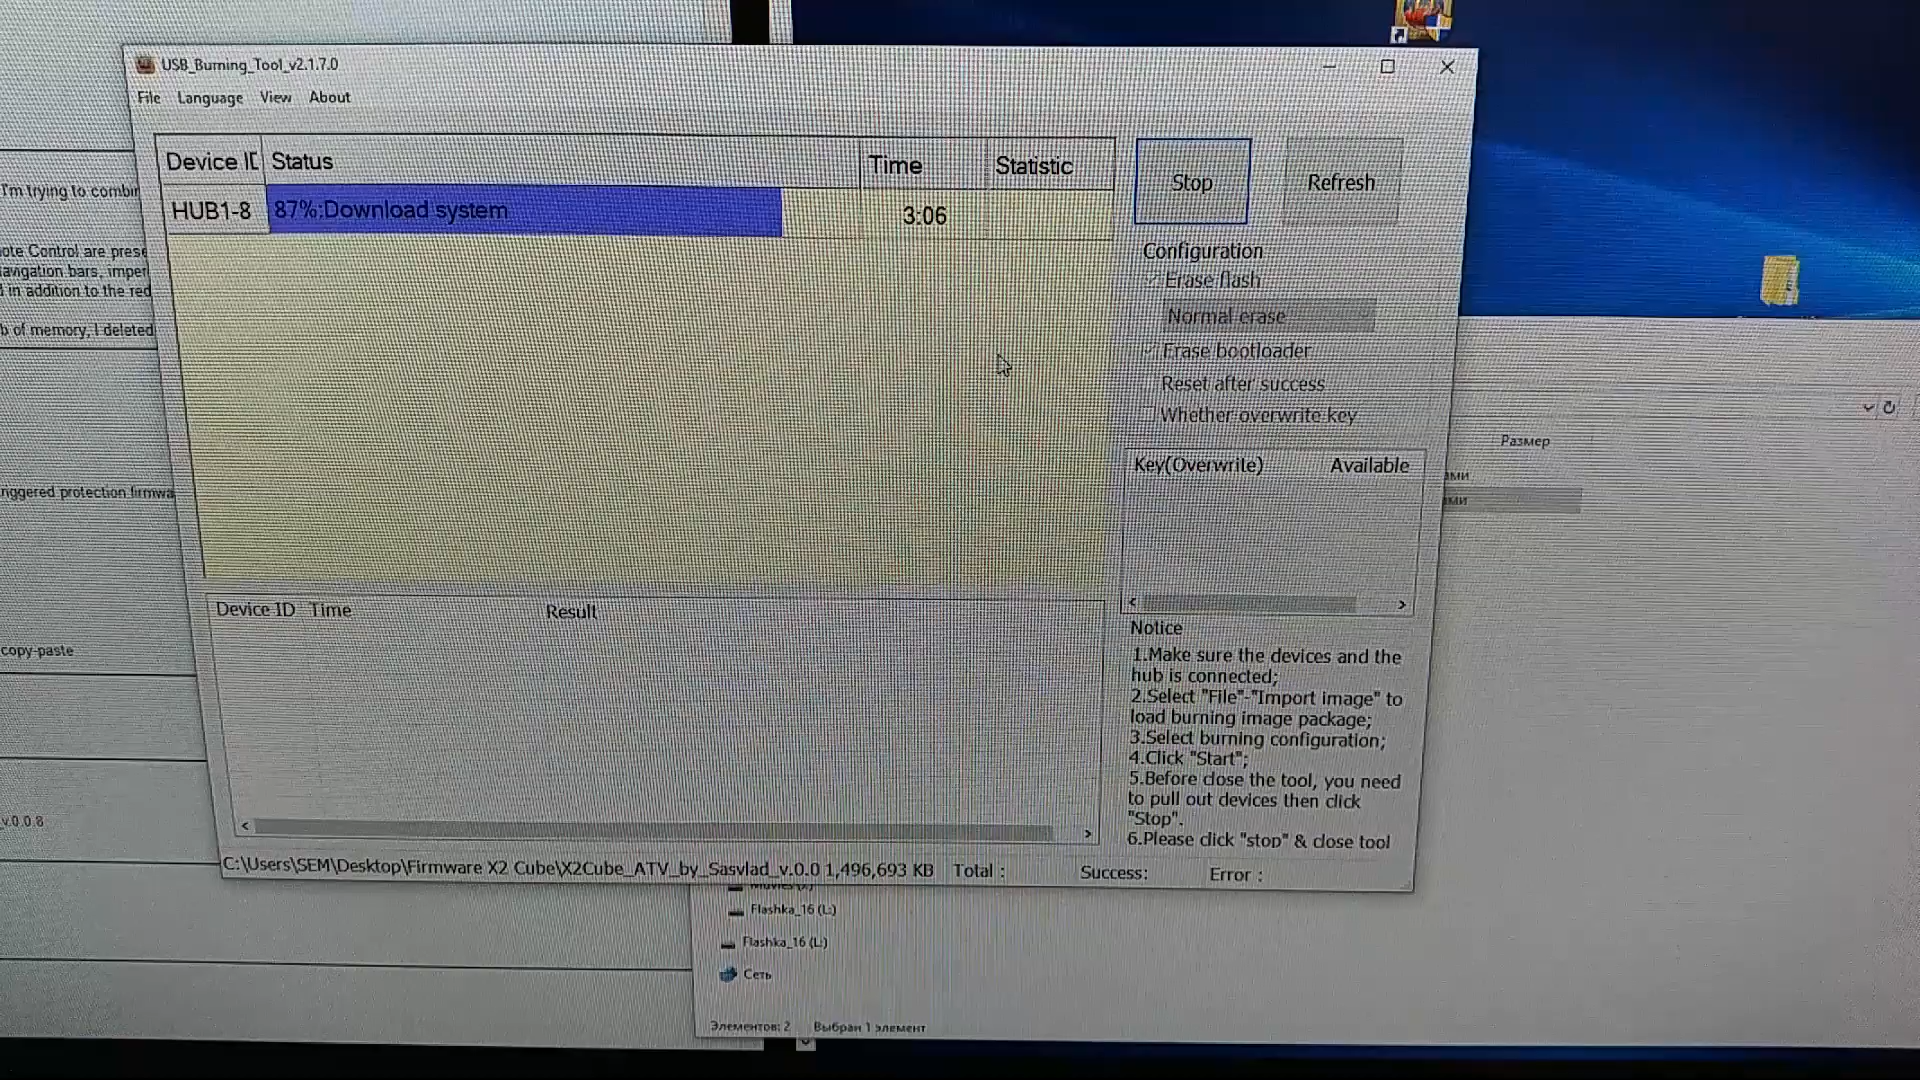 USB_Burning_Tool_v2.1.7.0
File Language View About
Device ID Status Time Statistic
HUB1-8 87%:Download system 3:06
Stop Refresh
Configuration
Erase flash
Normal erase
Erase bootloader
Reset after success
Whether overwrite key
Key(Overwrite) Available
Device ID Time Result
Notice
1.Make sure the devices and the
hub is connected;
2.Select "File"-"Import image" to
load burning image package;
3.Select burning configuration;
4.Click "Start";
5.Before close the tool, you need
to pull out devices then click
"Stop".
6.Please click "stop" & close tool
C:\Users\SEM\Desktop\Firmware X2 Cube\X2Cube_ATV_by_Sasvlad_v.0.0 1,496,693 KB Total : Success: Error :
I'm trying to combin
ote Control are prese
avigation bars, imper
in addition to the red
b of memory, I deleted
iggered protection firmwa
copy-paste
v.0.0.8
Размер
ами
ами
Flashka_16 (L:)
Flashka_16 (L:)
Сеть
Элементов: 2 Выбран 1 элемент